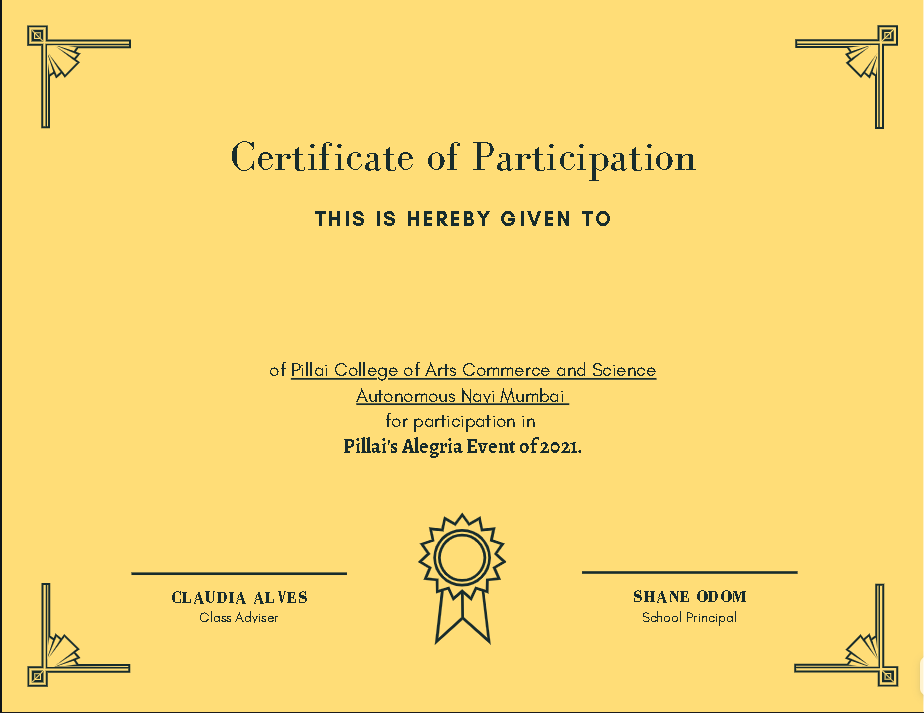 Certificate of Participation
THIS IS HEREBY GIVEN TO
of Pillai College of Arts Commerce and Science
Autonomous Navi Mumbai
for participation in
Pillai's Alegria Event of 2021.
CLAUDIA ALVES
Class Adviser
SHANE ODOM
School Principal